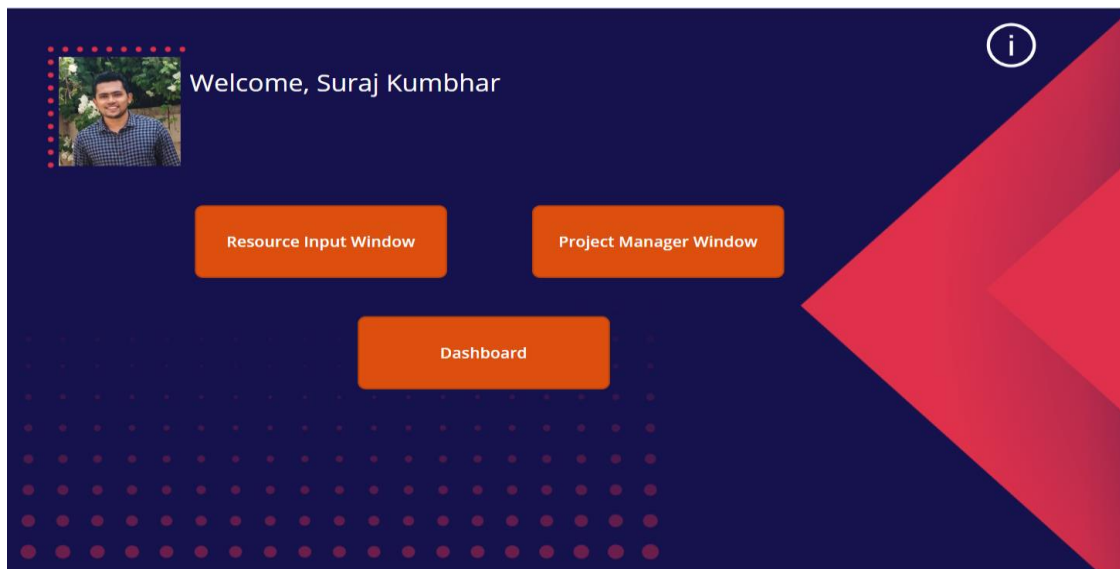 i
Welcome, Suraj Kumbhar
Resource Input Window
Project Manager Window
Dashboard